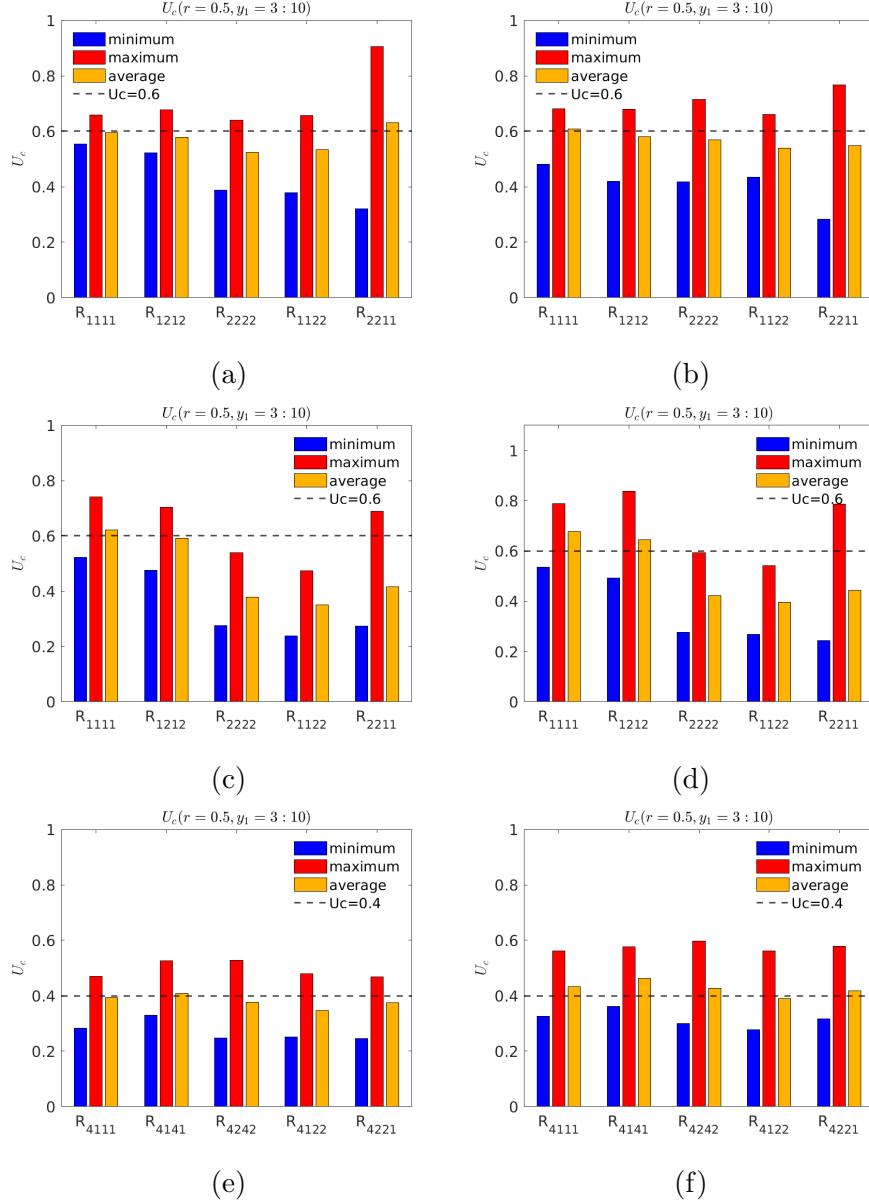 U_c(r = 0.5, y_1 = 3 : 10)
1
0.8
0.6
0.4
0.2
0
U_c
minimum
maximum
average
Uc=0.6
R_1111 R_1212 R_2222 R_1122 R_2211
(a)
U_c(r = 0.5, y_1 = 3 : 10)
1
0.8
0.6
0.4
0.2
0
U_c
minimum
maximum
average
Uc=0.6
R_1111 R_1212 R_2222 R_1122 R_2211
(b)
U_c(r = 0.5, y_1 = 3 : 10)
1
0.8
0.6
0.4
0.2
0
U_c
minimum
maximum
average
Uc=0.6
R_1111 R_1212 R_2222 R_1122 R_2211
(c)
U_c(r = 0.5, y_1 = 3 : 10)
1
0.8
0.6
0.4
0.2
0
U_c
minimum
maximum
average
Uc=0.6
R_1111 R_1212 R_2222 R_1122 R_2211
(d)
U_c(r = 0.5, y_1 = 3 : 10)
1
0.8
0.6
0.4
0.2
0
U_c
minimum
maximum
average
Uc=0.4
R_4111 R_4141 R_4242 R_4122 R_4221
(e)
U_c(r = 0.5, y_1 = 3 : 10)
1
0.8
0.6
0.4
0.2
0
U_c
minimum
maximum
average
Uc=0.4
R_4111 R_4141 R_4242 R_4122 R_4221
(f)